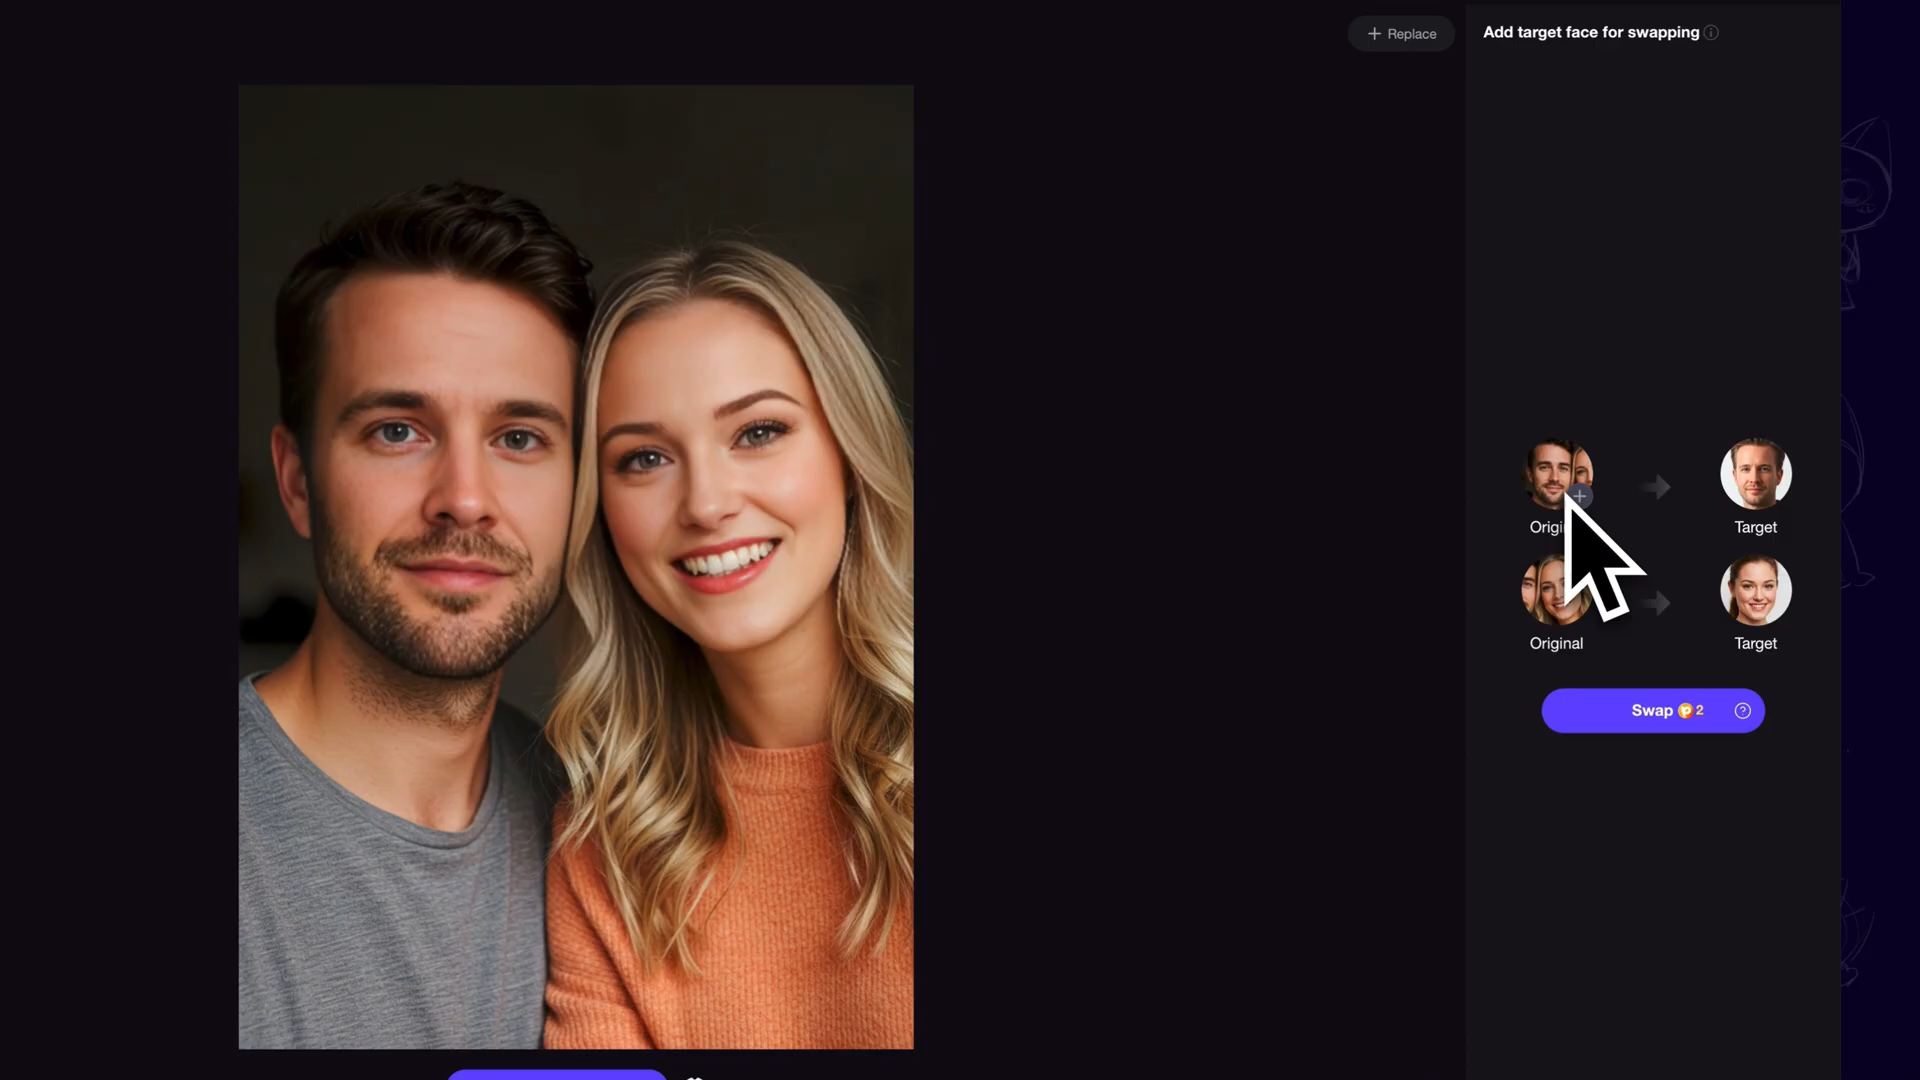 Replace
Add target face for swapping
Target
Original
Target
Swap 2